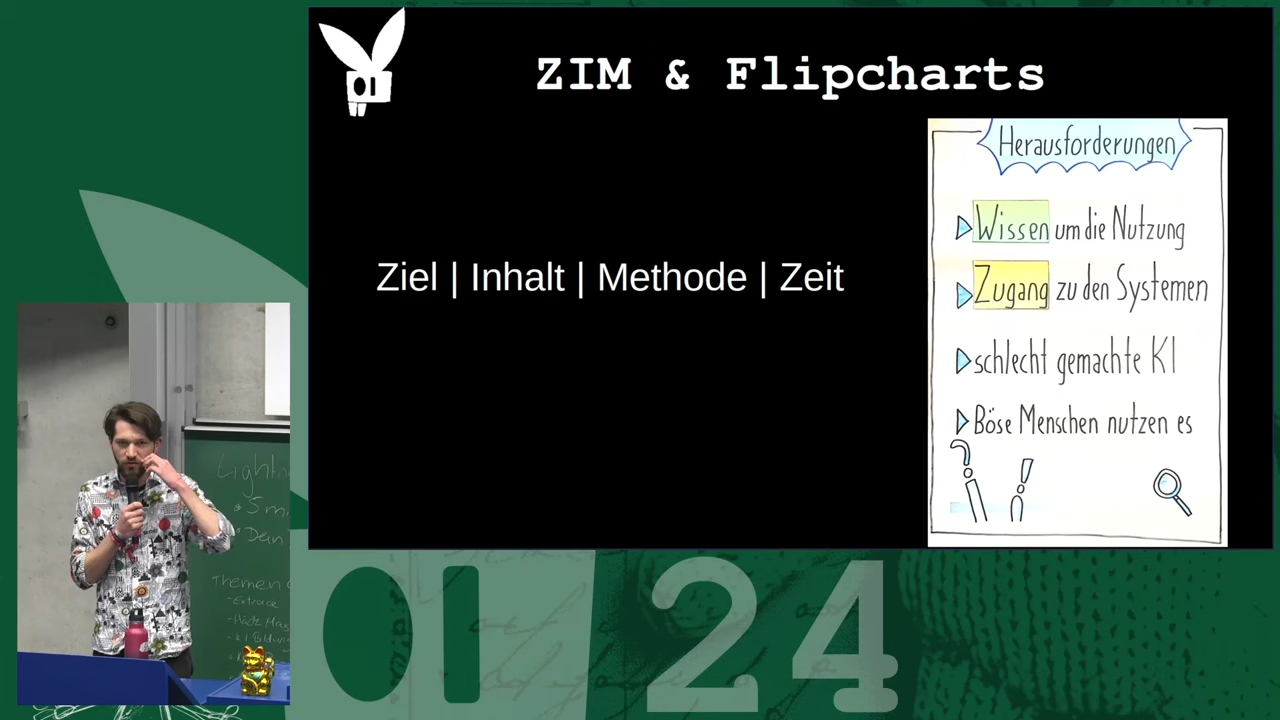 ZIM & Flipcharts
Ziel | Inhalt | Methode | Zeit
Herausforderungen
Wissen um die Nutzung
Zugang zu den Systemen
schlecht gemachte KI
Böse Menschen nutzen es
Themen
24